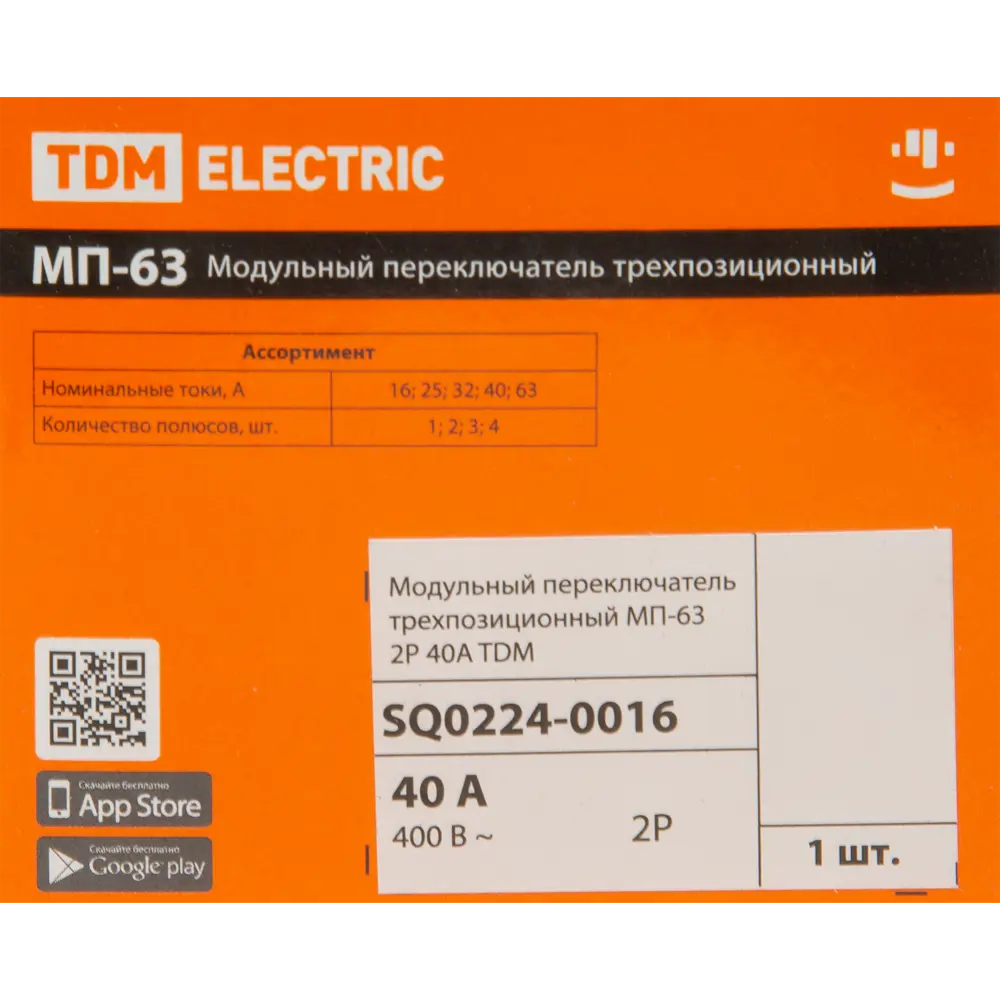 TDM ELECTRIC
МП-63 Модульный переключатель трехпозиционный
Ассортимент
Номинальные токи, А 16; 25; 32; 40; 63
Количество полюсов, шт. 1; 2; 3; 4
Модульный переключатель
трехпозиционный МП-63
2P 40А TDM
SQ0224-0016
40 А
400 В ~ 2P
1 шт.
Скачайте бесплатно
App Store
Скачайте бесплатно
Google play